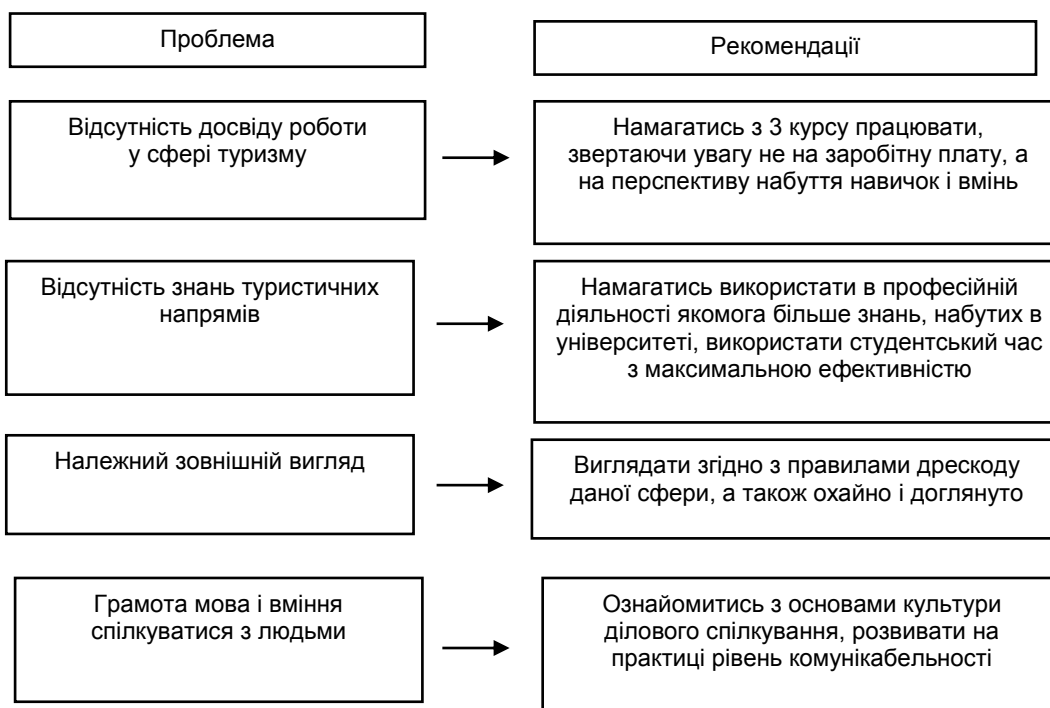 Проблема
Рекомендації
Відсутність досвіду роботи
у сфері туризму
Намагатись з 3 курсу працювати,
звертаючи увагу не на заробітну плату, а
на перспективу набуття навичок і вмінь
Відсутність знань туристичних
напрямів
Намагатись використати в професійній
діяльності якомога більше знань, набутих в
університеті, використати студентський час
з максимальною ефективністю
Належний зовнішній вигляд
Виглядати згідно з правилами дрескоду
даної сфери, а також охайно і доглянуто
Грамота мова і вміння
спілкуватися з людьми
Ознайомитись з основами культури
ділового спілкування, розвивати на
практиці рівень комунікабельності